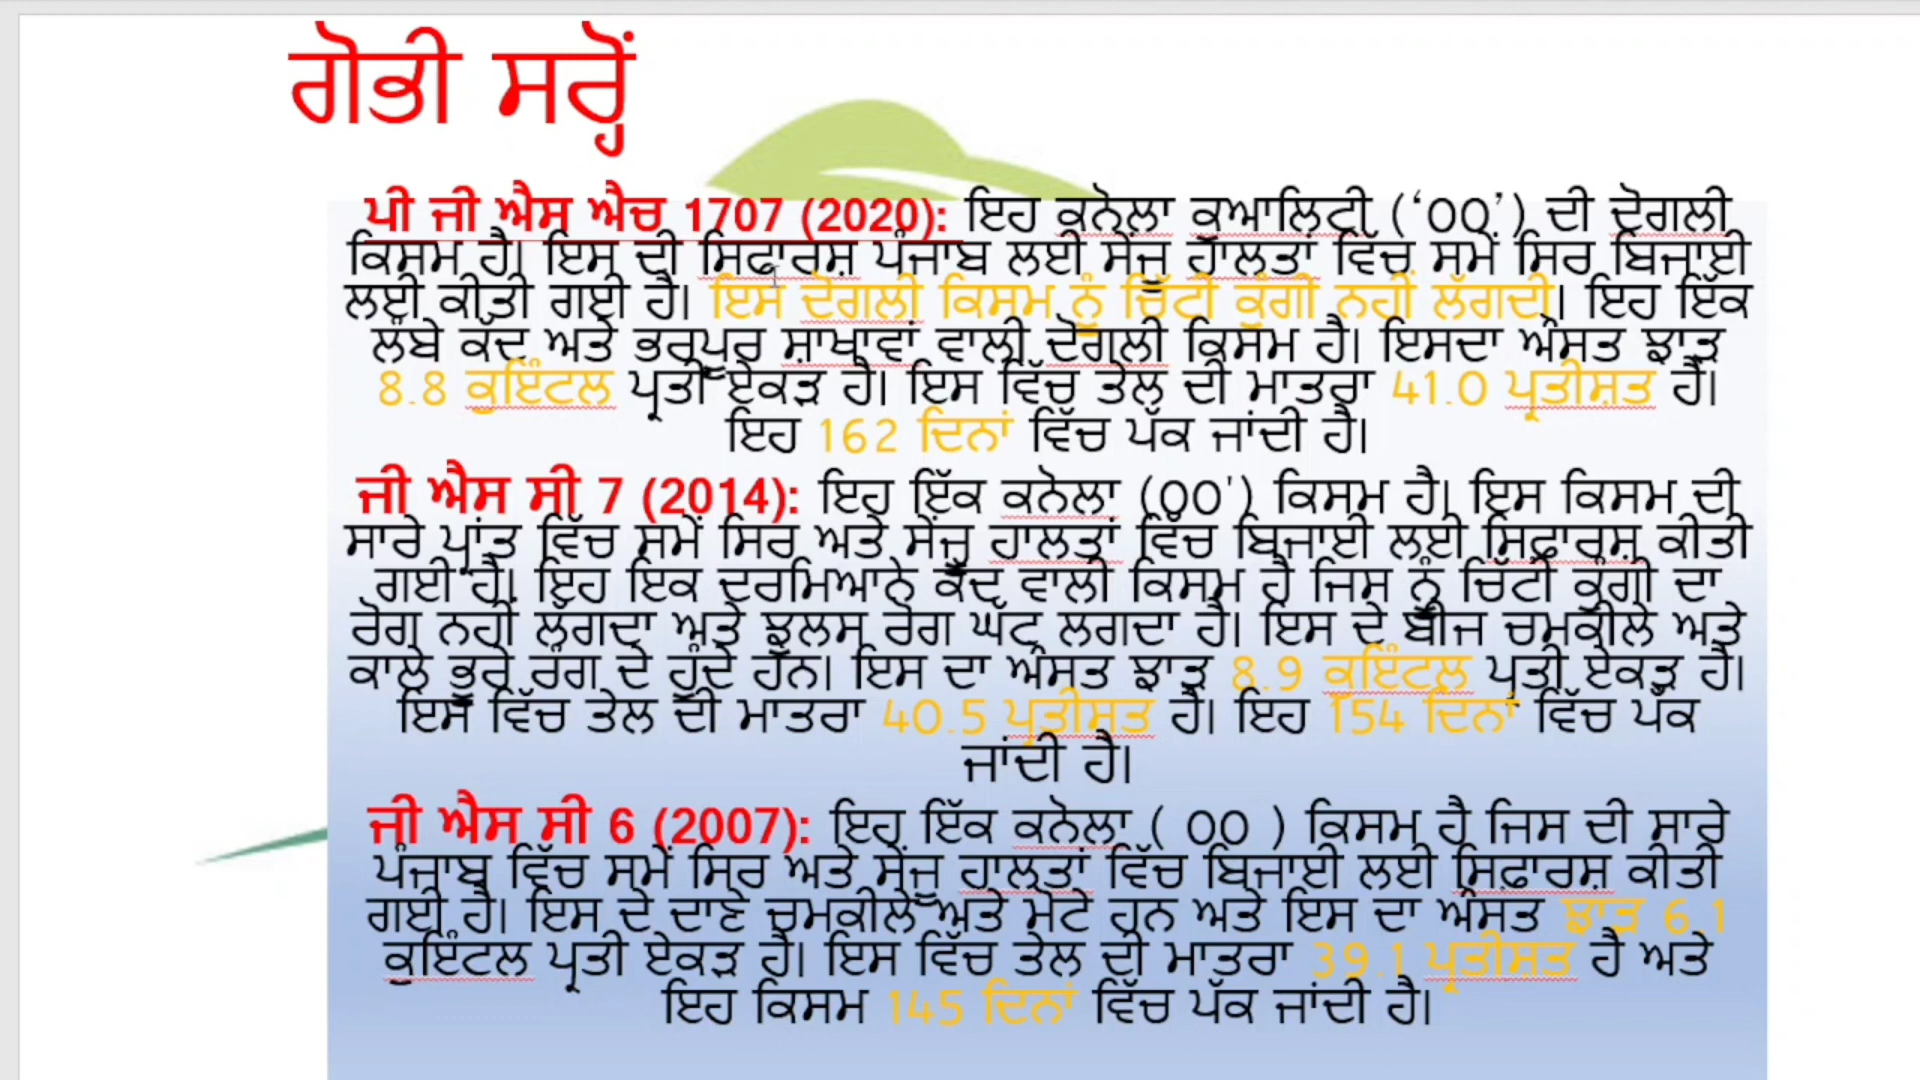 ਗੋਭੀ ਸਰ੍ਹੋਂ
ਪੀ ਜੀ ਐਸ ਐਚ 1707 (2020): ਇਹ ਕਨੋਲਾ ਕੁਆਲਿਟੀ (‘00’) ਦੀ ਦੋਗਲੀ
ਕਿਸਮ ਹੈ। ਇਸ ਦੀ ਸਿਫਾਰਸ਼ ਪੰਜਾਬ ਲਈ ਸੇਂਜੂ ਹਾਲਤਾਂ ਵਿੱਚ ਸਮੇਂ ਸਿਰ ਬਿਜਾਈ
ਲਈ ਕੀਤੀ ਗਈ ਹੈ। ਇਸ ਦੋਗਲੀ ਕਿਸਮ ਨੂੰ ਚਿੱਟੀ ਕੁੰਗੀ ਨਹੀਂ ਲੱਗਦੀ। ਇਹ ਇੱਕ
ਲੰਬੇ ਕੱਦ ਅਤੇ ਭਰਪੂਰ ਸ਼ਾਖਾਵਾਂ ਵਾਲੀ ਦੋਗਲੀ ਕਿਸਮ ਹੈ। ਇਸਦਾ ਔਸਤ ਝਾੜ
8.8 ਕੁਇੰਟਲ ਪ੍ਰਤੀ ਏਕੜ ਹੈ। ਇਸ ਵਿੱਚ ਤੇਲ ਦੀ ਮਾਤਰਾ 41.0 ਪ੍ਰਤੀਸ਼ਤ ਹੈ।
ਇਹ 162 ਦਿਨਾਂ ਵਿੱਚ ਪੱਕ ਜਾਂਦੀ ਹੈ।
ਜੀ ਐਸ ਸੀ 7 (2014): ਇਹ ਇੱਕ ਕਨੋਲਾ (00') ਕਿਸਮ ਹੈ। ਇਸ ਕਿਸਮ ਦੀ
ਸਾਰੇ ਪ੍ਰਾਂਤ ਵਿੱਚ ਸਮੇਂ ਸਿਰ ਅਤੇ ਸੇਂਜੂ ਹਾਲਤਾਂ ਵਿੱਚ ਬਿਜਾਈ ਲਈ ਸਿਫ਼ਾਰਸ਼ ਕੀਤੀ
ਗਈ ਹੈ। ਇਹ ਇਕ ਦਰਮਿਆਨੇ ਕੱਦ ਵਾਲੀ ਕਿਸਮ ਹੈ ਜਿਸ ਨੂੰ ਚਿੱਟੀ ਕੁੰਗੀ ਦਾ
ਰੋਗ ਨਹੀਂ ਲੱਗਦਾ ਅਤੇ ਝੁਲਸ ਰੋਗ ਘੱਟ ਲਗਦਾ ਹੈ। ਇਸ ਦੇ ਬੀਜ ਚਮਕੀਲੇ ਅਤੇ
ਕਾਲੇ ਭੂਰੇ ਰੰਗ ਦੇ ਹੁੰਦੇ ਹਨ। ਇਸ ਦਾ ਔਸਤ ਝਾੜ 8.9 ਕੁਇੰਟਲ ਪ੍ਰਤੀ ਏਕੜ ਹੈ।
ਇਸ ਵਿੱਚ ਤੇਲ ਦੀ ਮਾਤਰਾ 40.5 ਪ੍ਰਤੀਸ਼ਤ ਹੈ। ਇਹ 154 ਦਿਨਾਂ ਵਿੱਚ ਪੱਕ
ਜਾਂਦੀ ਹੈ।
ਜੀ ਐਸ ਸੀ 6 (2007): ਇਹ ਇੱਕ ਕਨੋਲਾ ( 00 ) ਕਿਸਮ ਹੈ ਜਿਸ ਦੀ ਸਾਰੇ
ਪੰਜਾਬ ਵਿੱਚ ਸਮੇਂ ਸਿਰ ਅਤੇ ਸੇਂਜੂ ਹਾਲਤਾਂ ਵਿੱਚ ਬਿਜਾਈ ਲਈ ਸਿਫ਼ਾਰਸ਼ ਕੀਤੀ
ਗਈ ਹੈ। ਇਸ ਦੇ ਦਾਣੇ ਚਮਕੀਲੇ ਅਤੇ ਮੋਟੇ ਹਨ ਅਤੇ ਇਸ ਦਾ ਔਸਤ ਝਾੜ 6.1
ਕੁਇੰਟਲ ਪ੍ਰਤੀ ਏਕੜ ਹੈ। ਇਸ ਵਿੱਚ ਤੇਲ ਦੀ ਮਾਤਰਾ 39.1 ਪ੍ਰਤੀਸ਼ਤ ਹੈ ਅਤੇ
ਇਹ ਕਿਸਮ 145 ਦਿਨਾਂ ਵਿੱਚ ਪੱਕ ਜਾਂਦੀ ਹੈ।